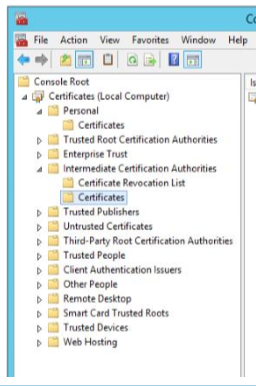 Co
File Action View Favorites Window Help
Console Root
Certificates (Local Computer)
Personal
Certificates
Trusted Root Certification Authorities
Enterprise Trust
Intermediate Certification Authorities
Certificate Revocation List
Certificates
Trusted Publishers
Untrusted Certificates
Third-Party Root Certification Authorities
Trusted People
Client Authentication Issuers
Other People
Remote Desktop
Smart Card Trusted Roots
Trusted Devices
Web Hosting
Is